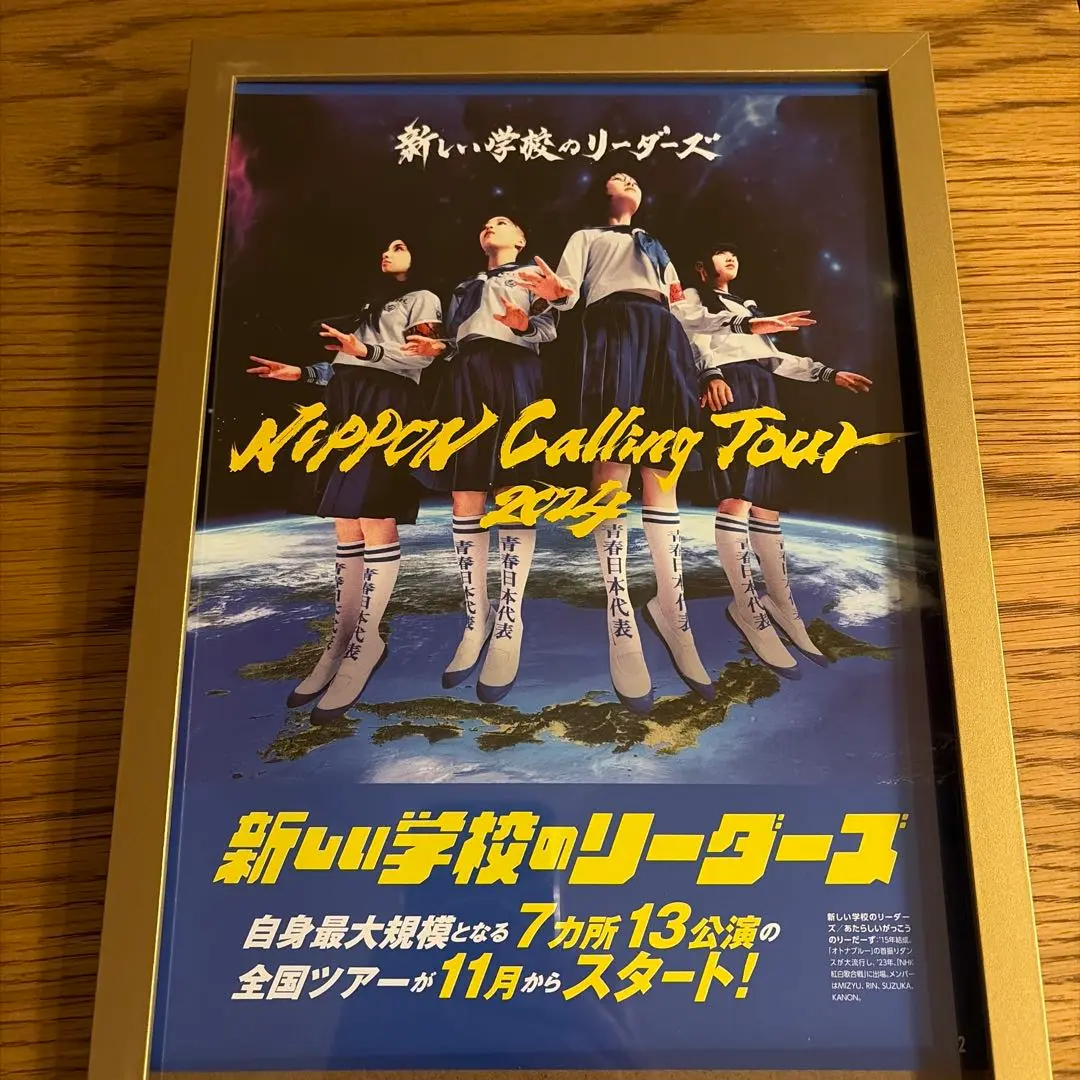 新しい学校のリーダーズ
NIPPON Calling Tour
2024
青春日本代表
青春日本代表
青春日本代表
青春日本代表
青春日本代表
青春日本代表
青春日本代表
新しい学校のリーダーズ
自身最大規模となる7カ所13公演の
全国ツアーが11月からスタート!
新しい学校のリーダー
ズ/あたらしいがっこう
のりーだーず:'15年結成。
「オトナブルー」の首振りダン
スが大流行し、'23年、「NHK
紅白歌合戦」に出場。メンバー
はMIZYU、RIN、SUZUKA、
KANON。
2